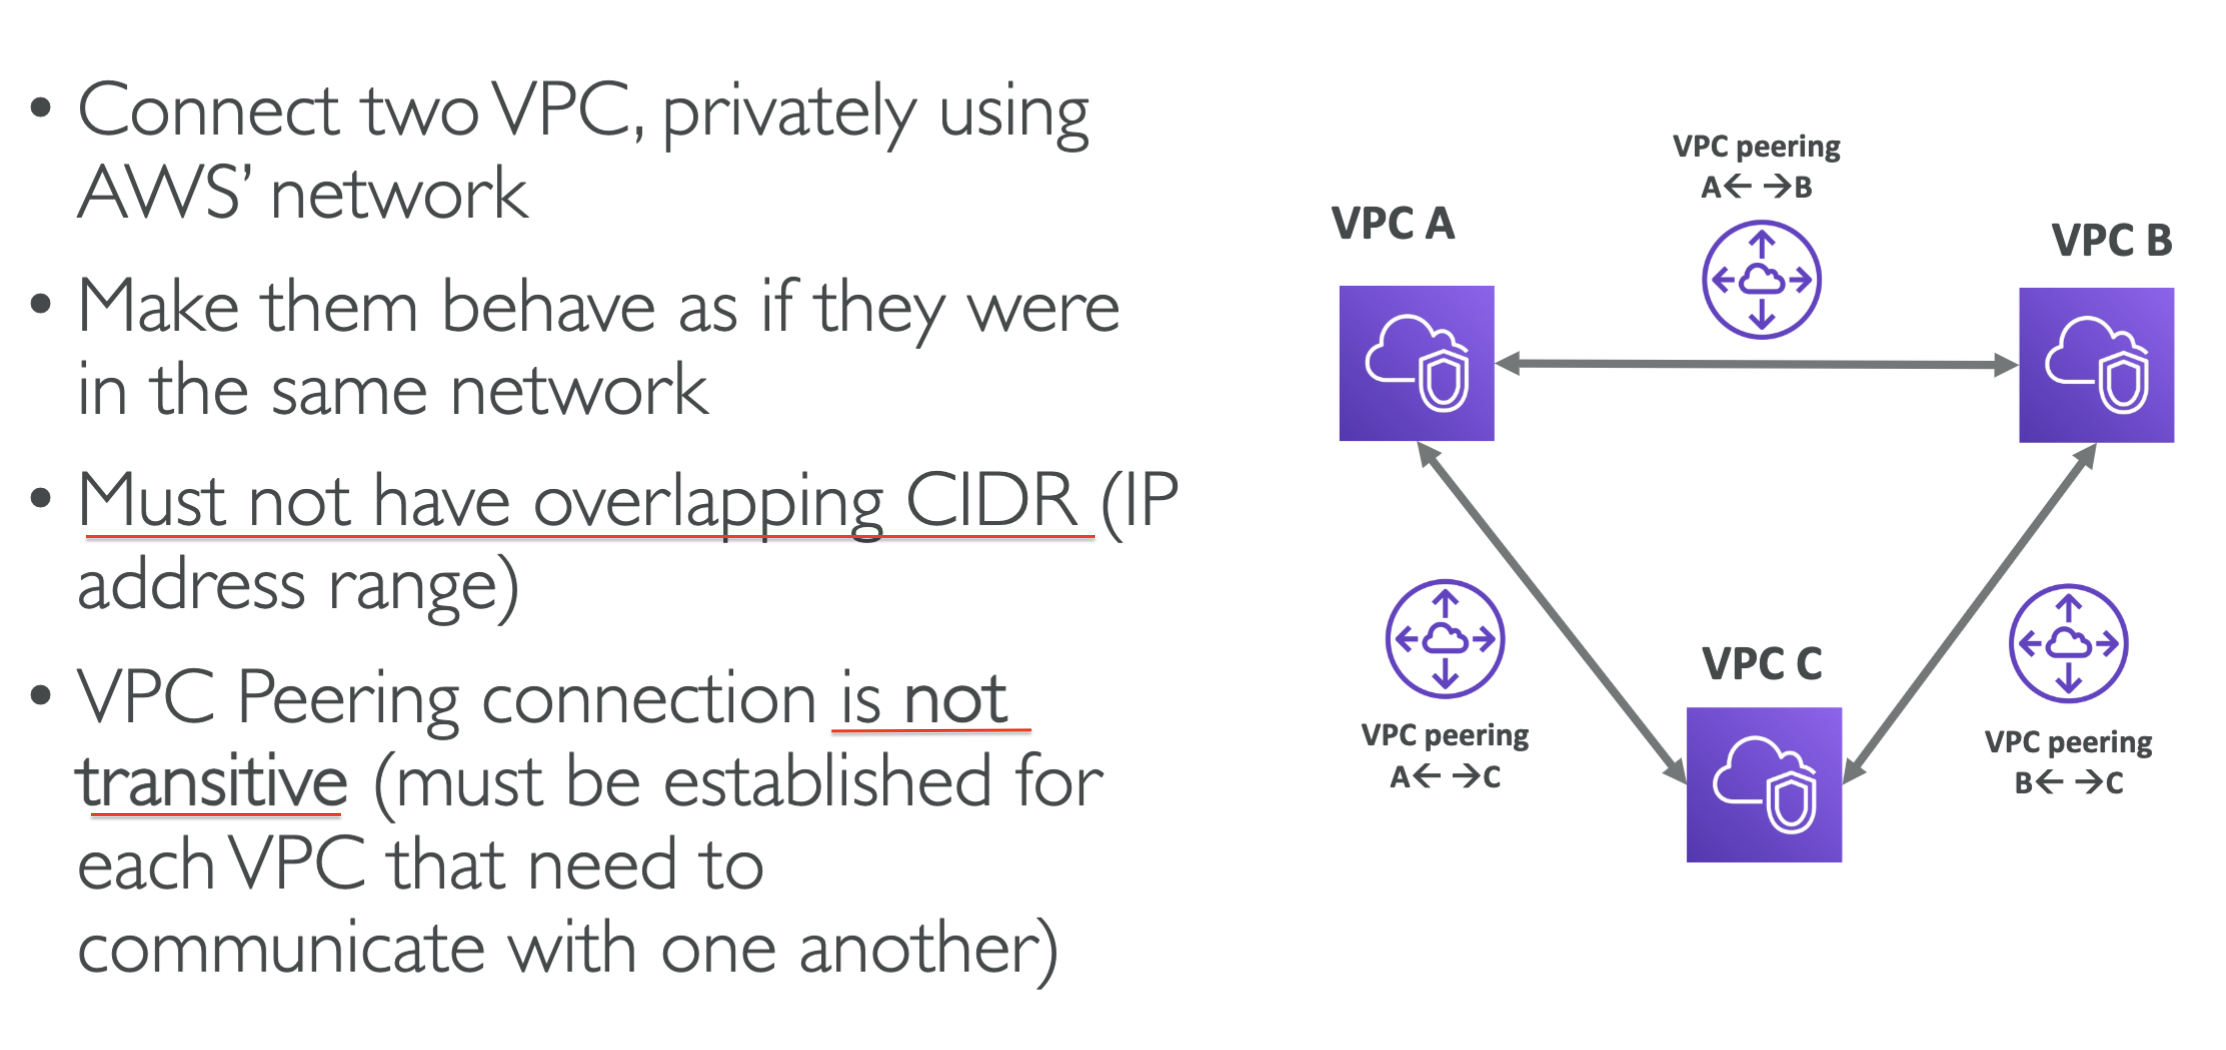 • Connect two VPC, privately using
AWS’ network
• Make them behave as if they were
in the same network
• Must not have overlapping CIDR (IP
address range)
• VPC Peering connection is not
transitive (must be established for
each VPC that need to
communicate with one another)
VPC peering
A← →B
VPC A
VPC B
VPC C
VPC peering
A← →C
VPC peering
B← →C